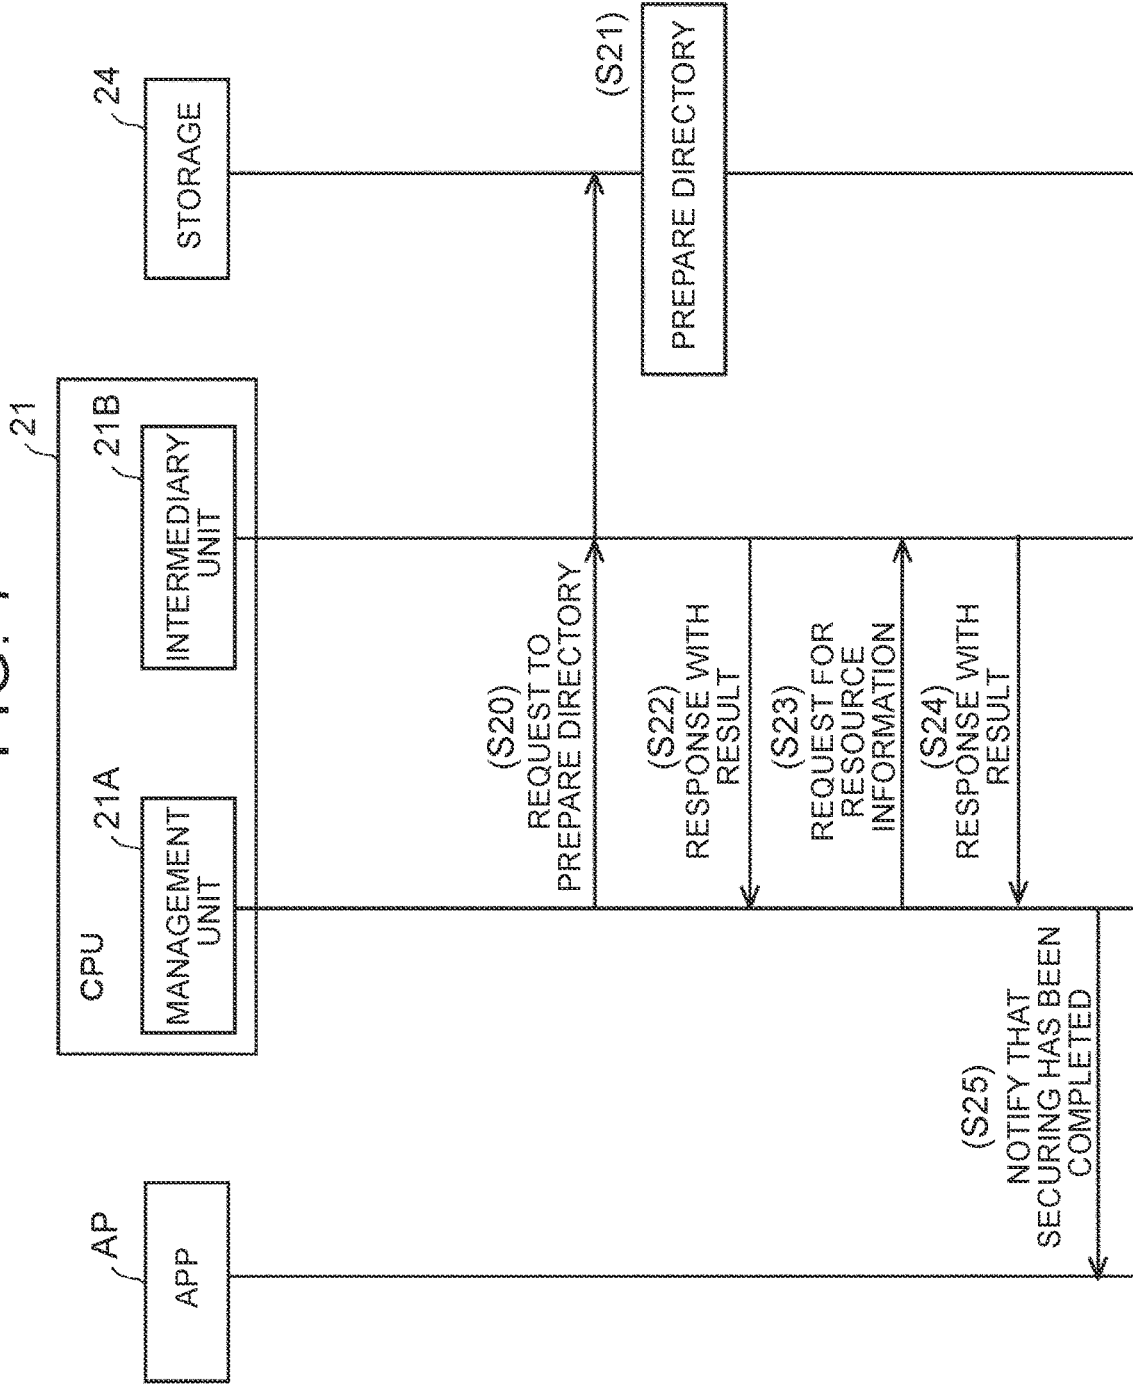 FIG. 7
21
AP
21A
21B
24
CPU
APP
MANAGEMENT
UNIT
INTERMEDIARY
UNIT
STORAGE
(S20)
REQUEST TO
PREPARE DIRECTORY
(S21)
PREPARE DIRECTORY
(S22)
RESPONSE WITH
RESULT
(S23)
REQUEST FOR
RESOURCE
INFORMATION
(S24)
RESPONSE WITH
RESULT
(S25)
NOTIFY THAT
SECURING HAS BEEN
COMPLETED